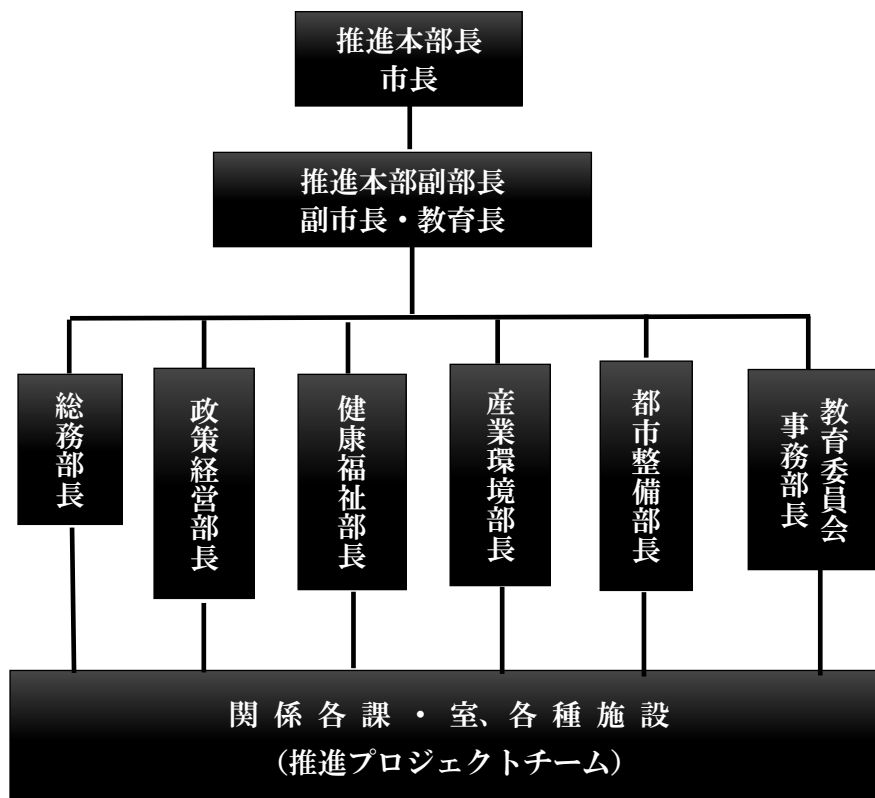 推進本部長
市長
推進本部副部長
副市長・教育長
総務部長
政策経営部長
健康福祉部長
産業環境部長
都市整備部長
教育委員会
事務部長
関係各課・室、各種施設
（推進プロジェクトチーム）